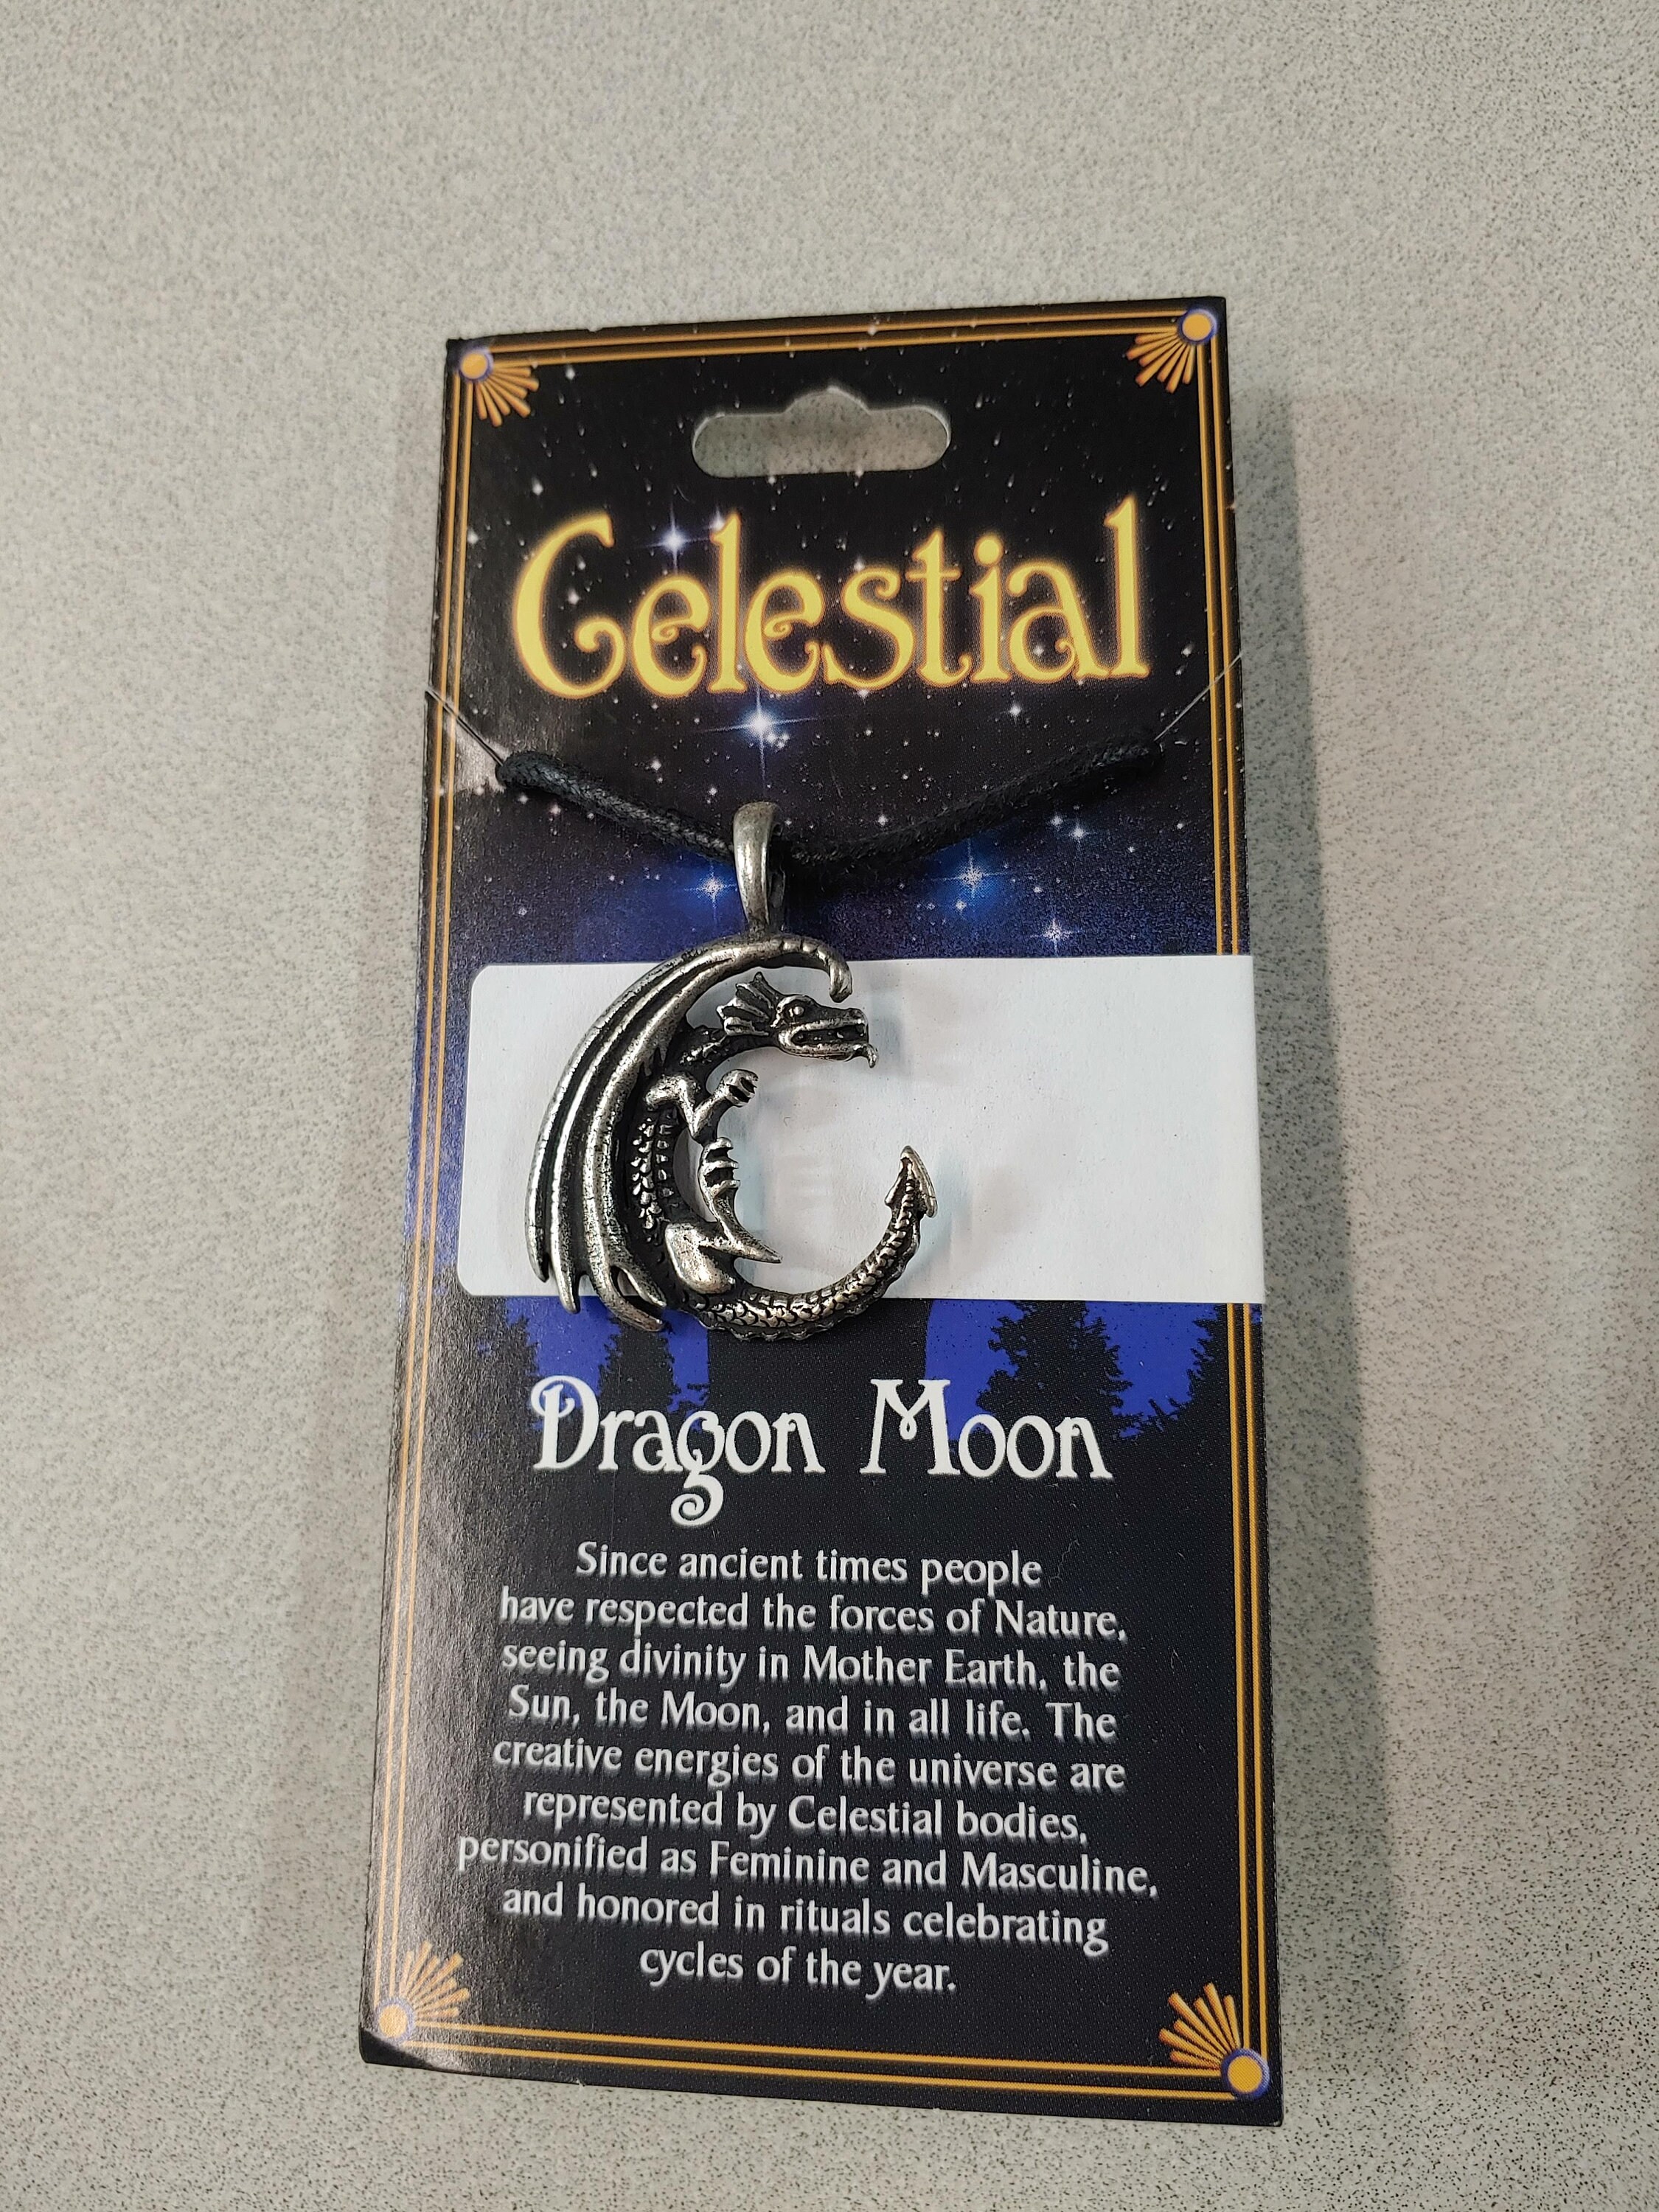 Celestial
Dragon Moon
Since ancient times people
have respected the forces of Nature,
seeing divinity in Mother Earth, the
Sun, the Moon, and in all life. The
creative energies of the universe are
represented by Celestial bodies,
personified as Feminine and Masculine,
and honored in rituals celebrating
cycles of the year.